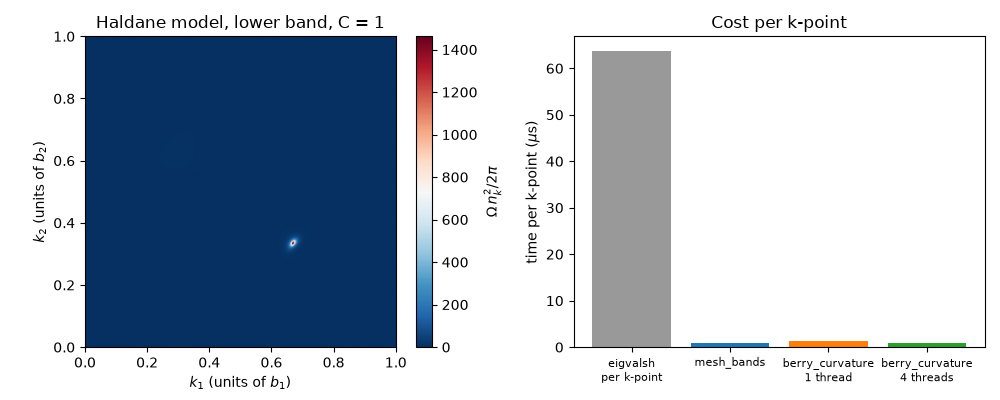 Haldane model, lower band, C = 1
1.0
0.8
0.6
0.4
0.2
0.0
k₂ (units of b₂)
0.0 0.2 0.4 0.6 0.8 1.0
k₁ (units of b₁)
1400
1200
1000
800
600
400
200
0
Ω nₖ²/2π
Cost per k-point
60
50
40
30
20
10
0
time per k-point (μs)
eigvalsh
per k-point
mesh_bands
berry_curvature
1 thread
berry_curvature
4 threads